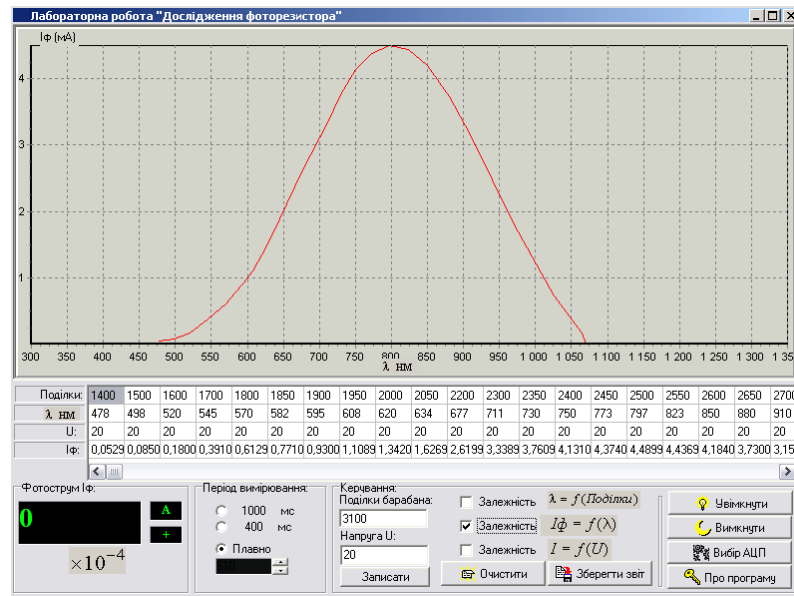 Лабораторна робота "Дослідження фоторезистора"
Iφ (мА)
4
3
2
1
300 350 400 450 500 550 600 650 700 750 800 850 900 950 1 000 1 050 1 100 1 150 1 200 1 250 1 300 1 35
λ нм
Поділки: 1400 1500 1600 1700 1800 1850 1900 1950 2000 2050 2200 2300 2350 2400 2450 2500 2550 2600 2650 2700
λ нм 478 498 520 545 570 582 595 608 620 634 677 711 730 750 773 797 823 850 880 910
U: 20 20 20 20 20 20 20 20 20 20 20 20 20 20 20 20 20 20 20 20
Iφ: 0,0529 0,0850 0,1800 0,3910 0,6129 0,7710 0,9300 1,1089 1,3420 1,6269 2,6199 3,3389 3,7609 4,1310 4,3740 4,4899 4,4369 4,1840 3,7300 3,15
Фотострум Iφ:
0
A
+
×10⁻⁴
Період вимірювання:
1000 мс
400 мс
Плавно
Керування:
Поділки барабана:
3100
Напруга U:
20
Записати
Залежність λ = f(Поділки)
Залежність Iф = f(λ)
Залежність I = f(U)
Очистити
Зберегти звіт
Увімкнути
Вимкнути
Вибір АЦП
Про програму